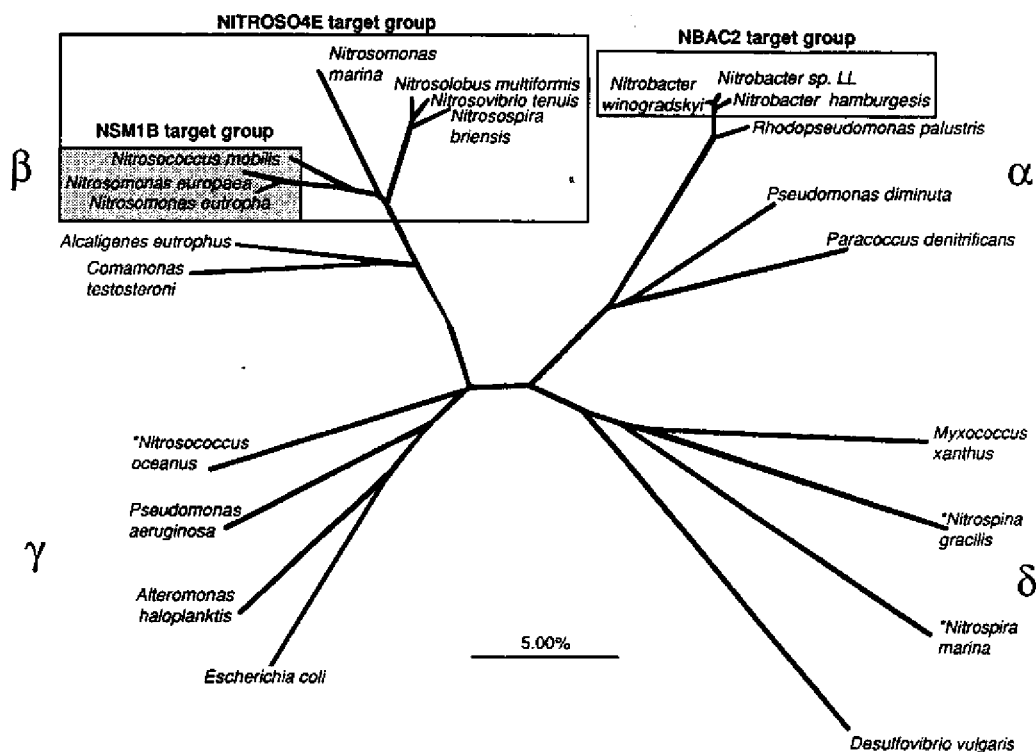 NITROSO4E target group
NBAC2 target group
Nitrosomonas
marina
Nitrosolobus multiformis
Nitrosovibrio tenuis
Nitrosospira
briensis
NSM1B target group
Nitrosococcus mobilis
Nitrosomonas europaea
Nitrosomones eutropha
β
Nitrobacter
winogradskyi
Nitrobacter sp. LL
Nitrobacter hamburgesis
Rhodopseudomonas palustris
α
Pseudomonas diminuta
Paracoccus denitrificans
Alcaligenes eutrophus
Comamonas
testosteroni
*Nitrosococcus
oceanus
Pseudomonas
aeruginosa
γ
Alteromonas
haloplanktis
Escherichia coli
5.00%
Myxococcus
xanthus
*Nitrospina
gracilis
δ
*Nitrospira
marina
Desulfovibrio vulgaris